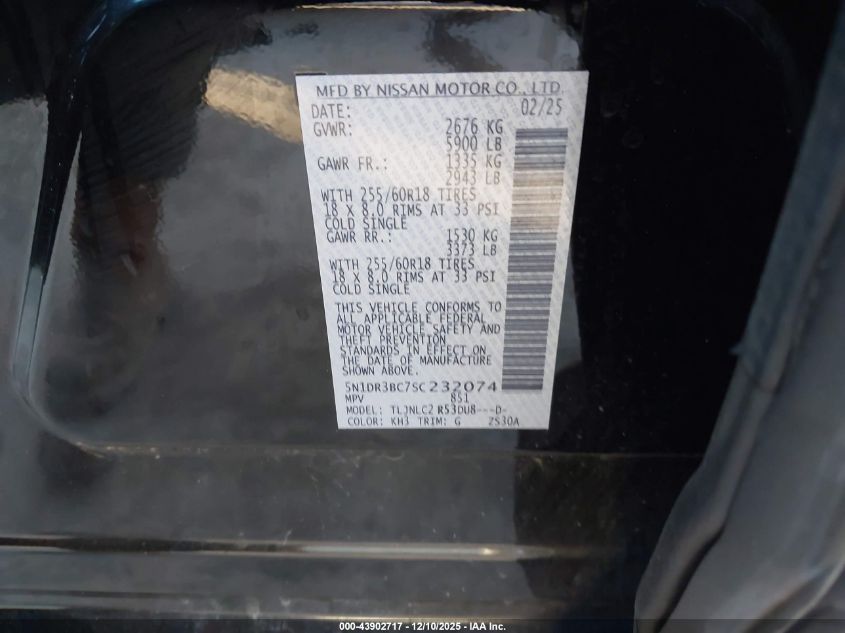 MFD BY NISSAN MOTOR CO., LTD.
DATE: 02/25
GVWR: 2676 KG
5900 LB
GAWR FR.: 1335 KG
2943 LB
WITH 255/60R18 TIRES
18 X 8.0 RIMS AT 33 PSI
COLD SINGLE
GAWR RR.: 1530 KG
3373 LB
WITH 255/60R18 TIRES
18 X 8.0 RIMS AT 33 PSI
COLD SINGLE
THIS VEHICLE CONFORMS TO
ALL APPLICABLE FEDERAL
MOTOR VEHICLE SAFETY AND
THEFT PREVENTION
STANDARDS IN EFFECT ON
THE DATE OF MANUFACTURE
SHOWN ABOVE.
5N1DR3BC7SC232074
MPV 851
MODEL: TLJNLC2 R53DU8---D-
COLOR: KH3 TRIM: G ZS30A
000-43902717 — 12/10/2025 — IAA Inc.